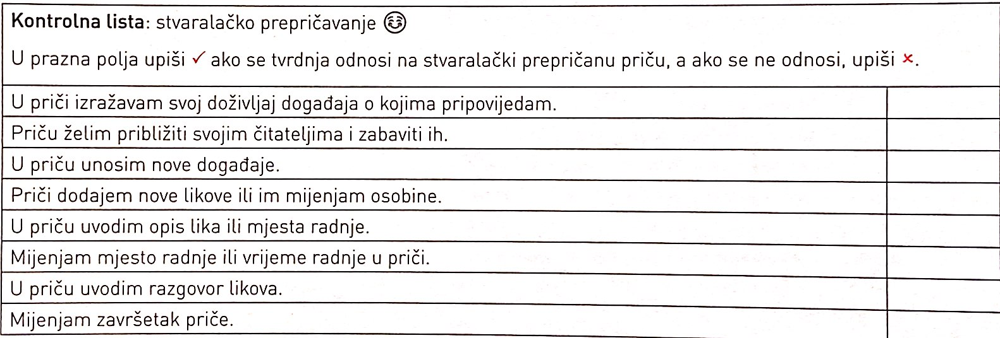 Kontrolna lista: stvaralačko prepričavanje
U prazna polja upiši ✓ ako se tvrdnja odnosi na stvaralački prepričanu priču, a ako se ne odnosi, upiši ×.
U priči izražavam svoj doživljaj događaja o kojima pripovijedam.
Priču želim približiti svojim čitateljima i zabaviti ih.
U priču unosim nove događaje.
Priči dodajem nove likove ili im mijenjam osobine.
U priču uvodim opis lika ili mjesta radnje.
Mijenjam mjesto radnje ili vrijeme radnje u priči.
U priču uvodim razgovor likova.
Mijenjam završetak priče.